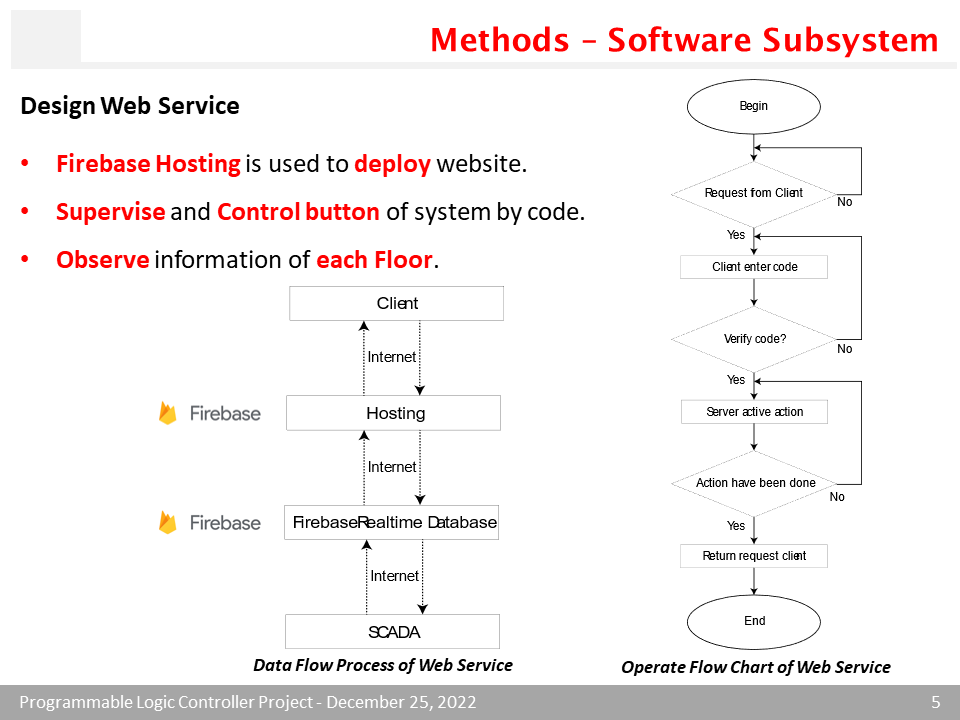 Methods – Software Subsystem
Design Web Service
• Firebase Hosting is used to deploy website.
• Supervise and Control button of system by code.
• Observe information of each Floor.
Client
Internet
Firebase
Hosting
Internet
Firebase
Firebase Realtime Database
Internet
SCADA
Data Flow Process of Web Service
Begin
Request from Client
No
Yes
Client enter code
Verify code?
No
Yes
Server active action
Action have been done
No
Yes
Return request client
End
Operate Flow Chart of Web Service
Programmable Logic Controller Project - December 25, 2022
5